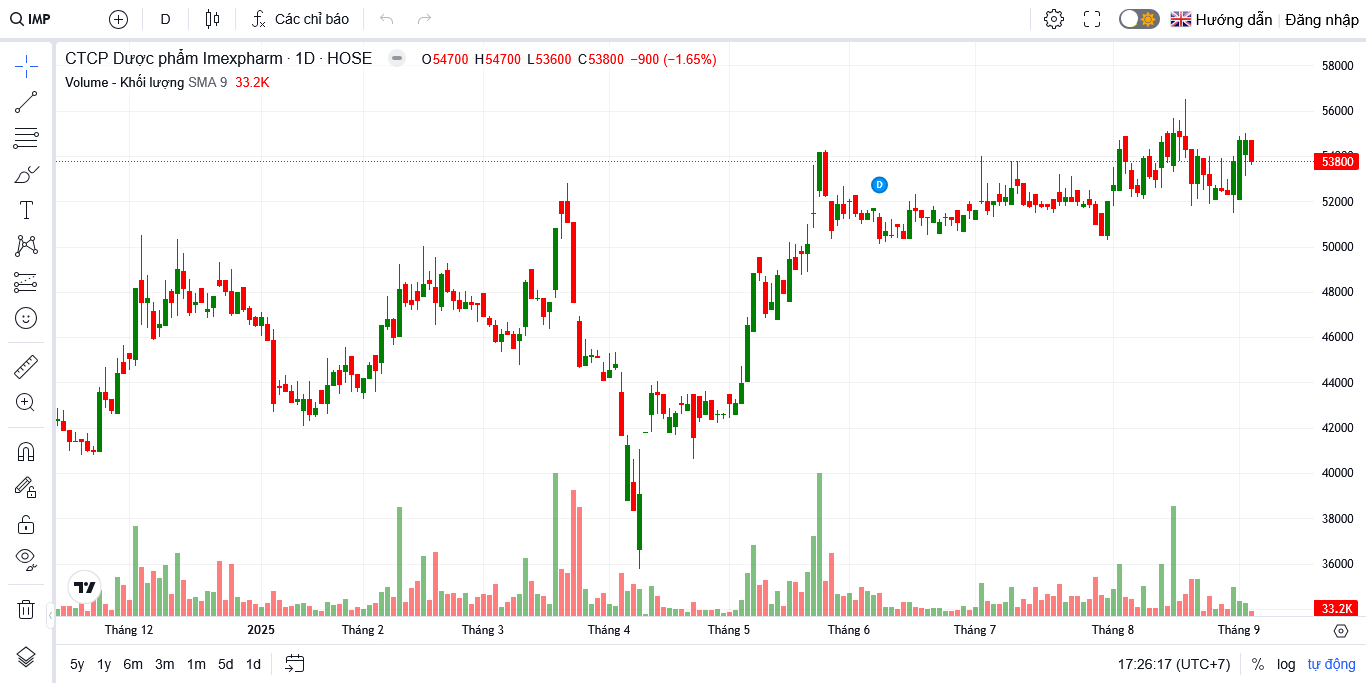 IMP D Các chỉ báo Hướng dẫn Đăng nhập
CTCP Dược phẩm Imexpharm · 1D · HOSE O54700 H54700 L53600 C53800 −900 (−1.65%)
Volume - Khối lượng SMA 9 33.2K
58000
56000
53800
52000
50000
48000
46000
44000
42000
40000
38000
36000
33.2K
D
Tháng 12 2025 Tháng 2 Tháng 3 Tháng 4 Tháng 5 Tháng 6 Tháng 7 Tháng 8 Tháng 9
5y 1y 6m 3m 1m 5d 1d 17:26:17 (UTC+7) % log tự động